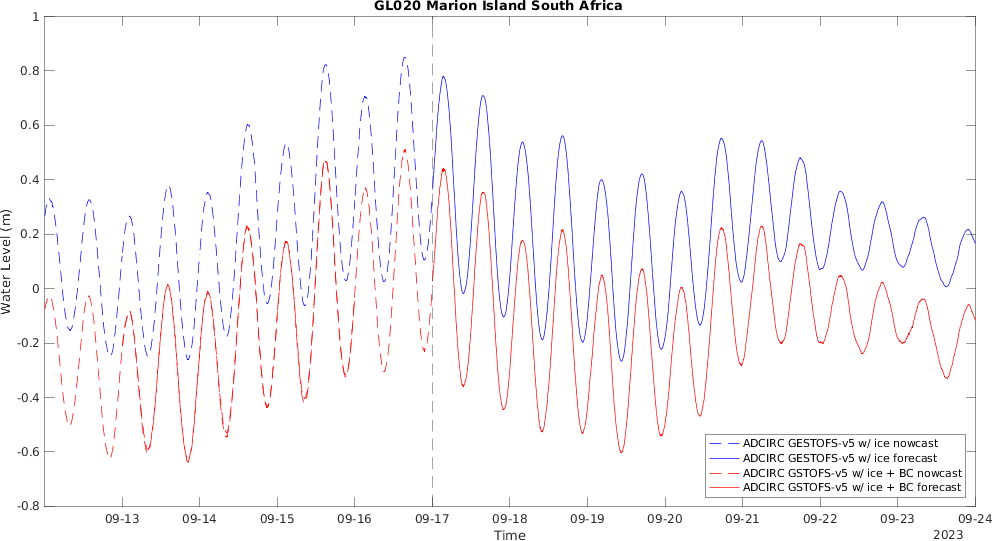 GL020 Marion Island South Africa
1
0.8
0.6
0.4
0.2
0
-0.2
-0.4
-0.6
-0.8
Water Level (m)
ADCIRC GESTOFS-v5 w/ ice nowcast
ADCIRC GESTOFS-v5 w/ ice forecast
ADCIRC GSTOFS-v5 w/ ice + BC nowcast
ADCIRC GSTOFS-v5 w/ ice + BC forecast
09-13 09-14 09-15 09-16 09-17 09-18 09-19 09-20 09-21 09-22 09-23 09-24
Time
2023